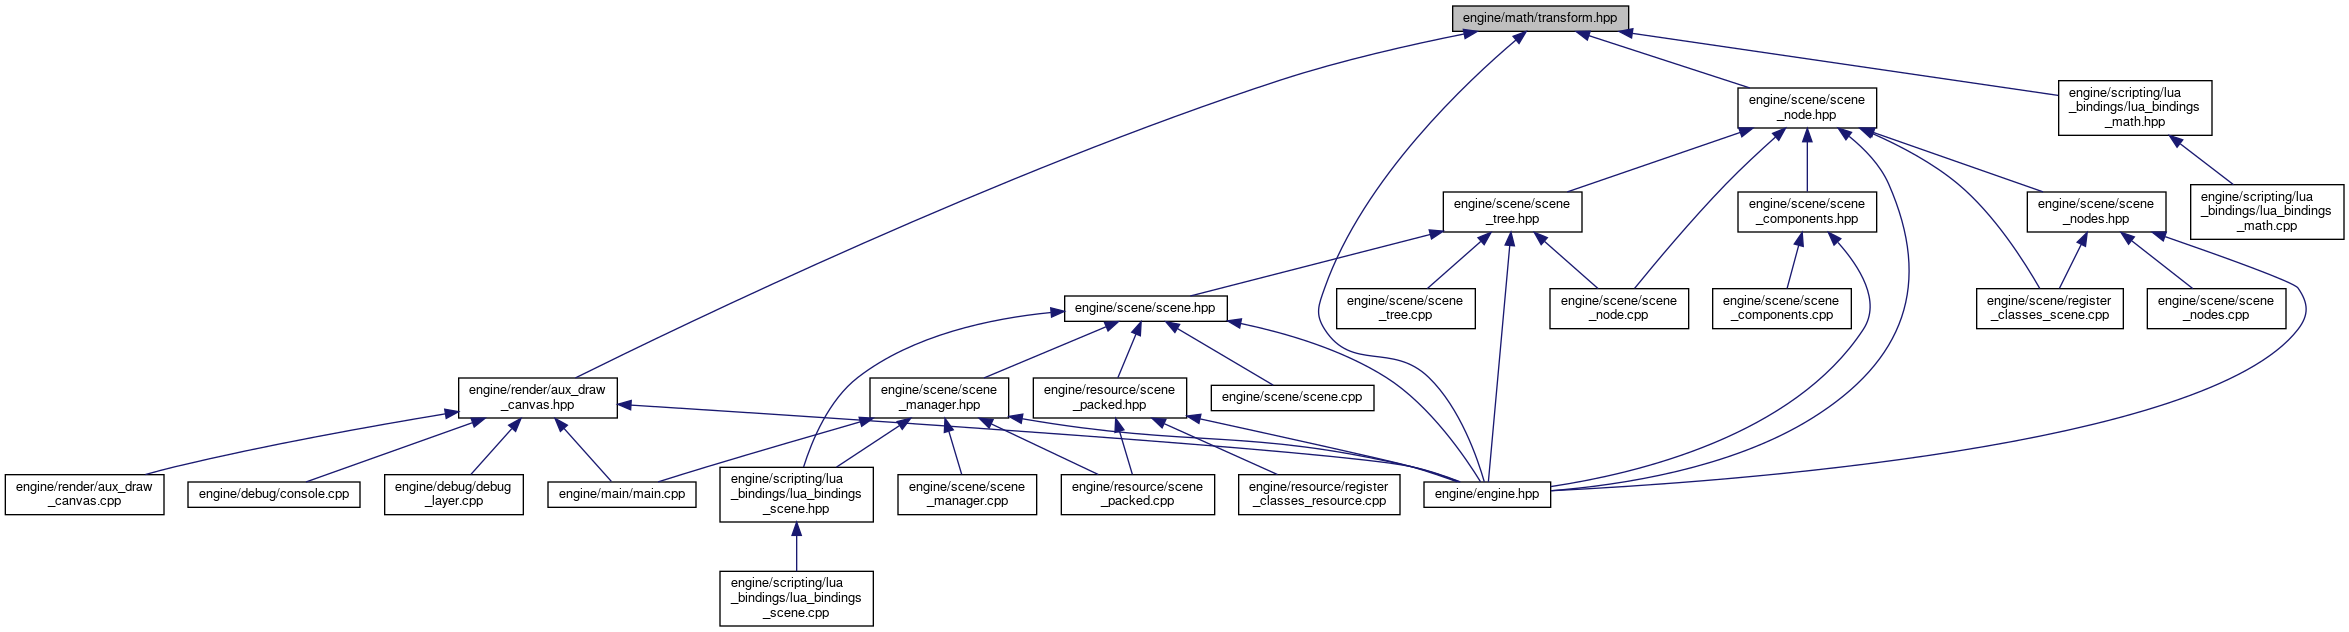 engine/math/transform.hpp
engine/scripting/lua
_bindings/lua_bindings
_math.hpp
engine/scene/scene
_node.hpp
engine/scene/scene
_tree.hpp
engine/scene/scene
_components.hpp
engine/scene/scene
_nodes.hpp
engine/scripting/lua
_bindings/lua_bindings
_math.cpp
engine/scene/scene.hpp
engine/scene/scene
_tree.cpp
engine/scene/scene
_node.cpp
engine/scene/scene
_components.cpp
engine/scene/register
_classes_scene.cpp
engine/scene/scene
_nodes.cpp
engine/render/aux_draw
_canvas.hpp
engine/scene/scene
_manager.hpp
engine/resource/scene
_packed.hpp
engine/scene/scene.cpp
engine/render/aux_draw
_canvas.cpp
engine/debug/console.cpp
engine/debug/debug
_layer.cpp
engine/main/main.cpp
engine/scripting/lua
_bindings/lua_bindings
_scene.hpp
engine/scene/scene
_manager.cpp
engine/resource/scene
_packed.cpp
engine/resource/register
_classes_resource.cpp
engine/engine.hpp
engine/scripting/lua
_bindings/lua_bindings
_scene.cpp